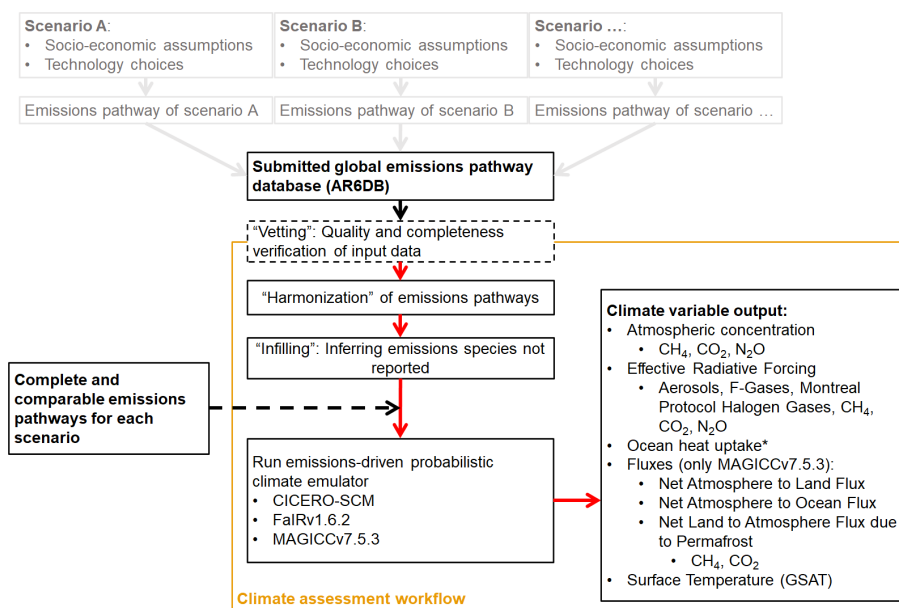 Scenario A:
• Socio-economic assumptions
• Technology choices
Scenario B:
• Socio-economic assumptions
• Technology choices
Scenario …:
• Socio-economic assumptions
• Technology choices
Emissions pathway of scenario A
Emissions pathway of scenario B
Emissions pathway of scenario …
Submitted global emissions pathway
database (AR6DB)
“Vetting”: Quality and completeness
verification of input data
“Harmonization” of emissions pathways
“Infilling”: Inferring emissions species not
reported
Complete and
comparable emissions
pathways for each
scenario
Run emissions-driven probabilistic
climate emulator
• CICERO-SCM
• FaIRv1.6.2
• MAGICCv7.5.3
Climate variable output:
• Atmospheric concentration
• CH₄, CO₂, N₂O
• Effective Radiative Forcing
• Aerosols, F-Gases, Montreal
Protocol Halogen Gases, CH₄,
CO₂, N₂O
• Ocean heat uptake*
• Fluxes (only MAGICCv7.5.3):
• Net Atmosphere to Land Flux
• Net Atmosphere to Ocean Flux
• Net Land to Atmosphere Flux due
to Permafrost
• CH₄, CO₂
• Surface Temperature (GSAT)
Climate assessment workflow